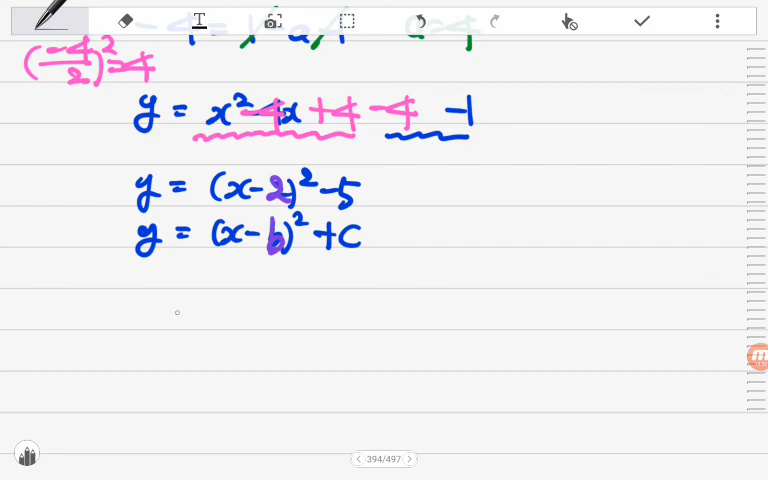 T
(-4/2)²=4
y = x² -4x +4 -4 -1
y = (x-2)² -5
y = (x-b)² +c
394/497